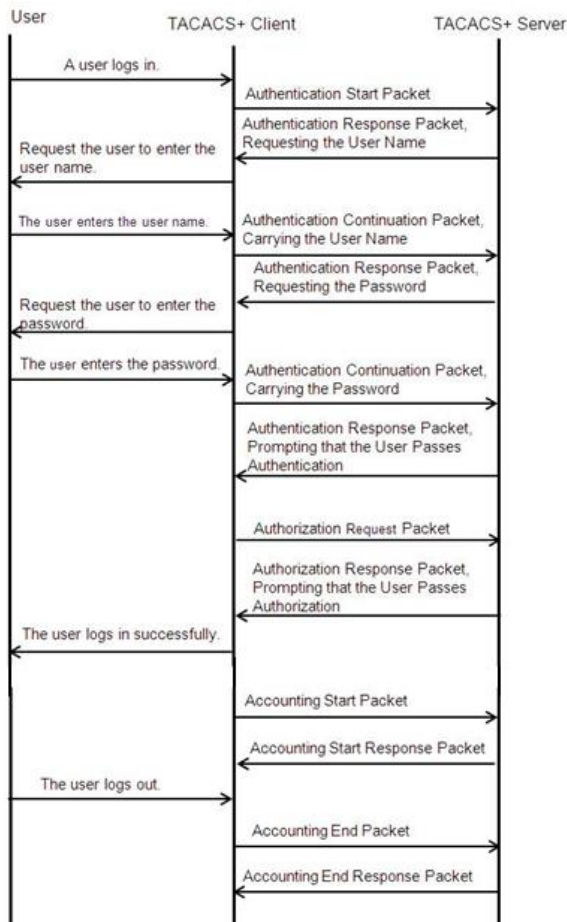 User
TACACS+ Client
TACACS+ Server
A user logs in.
Authentication Start Packet
Authentication Response Packet,
Requesting the User Name
Request the user to enter the
user name.
The user enters the user name.
Authentication Continuation Packet,
Carrying the User Name
Authentication Response Packet,
Requesting the Password
Request the user to enter the
password.
The user enters the password.
Authentication Continuation Packet,
Carrying the Password
Authentication Response Packet,
Prompting that the User Passes
Authentication
Authorization Request Packet
Authorization Response Packet,
Prompting that the User Passes
Authorization
The user logs in successfully.
Accounting Start Packet
Accounting Start Response Packet
The user logs out.
Accounting End Packet
Accounting End Response Packet